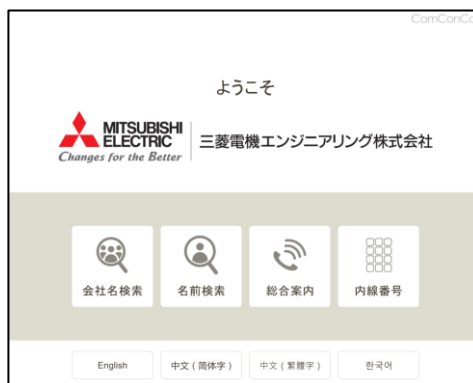 ComConCo
ようこそ
MITSUBISHI
ELECTRIC
Changes for the Better
三菱電機エンジニアリング株式会社
会社名検索
名前検索
総合案内
内線番号
English
中文 ( 简体字 )
中文 ( 繁體字 )
한국어